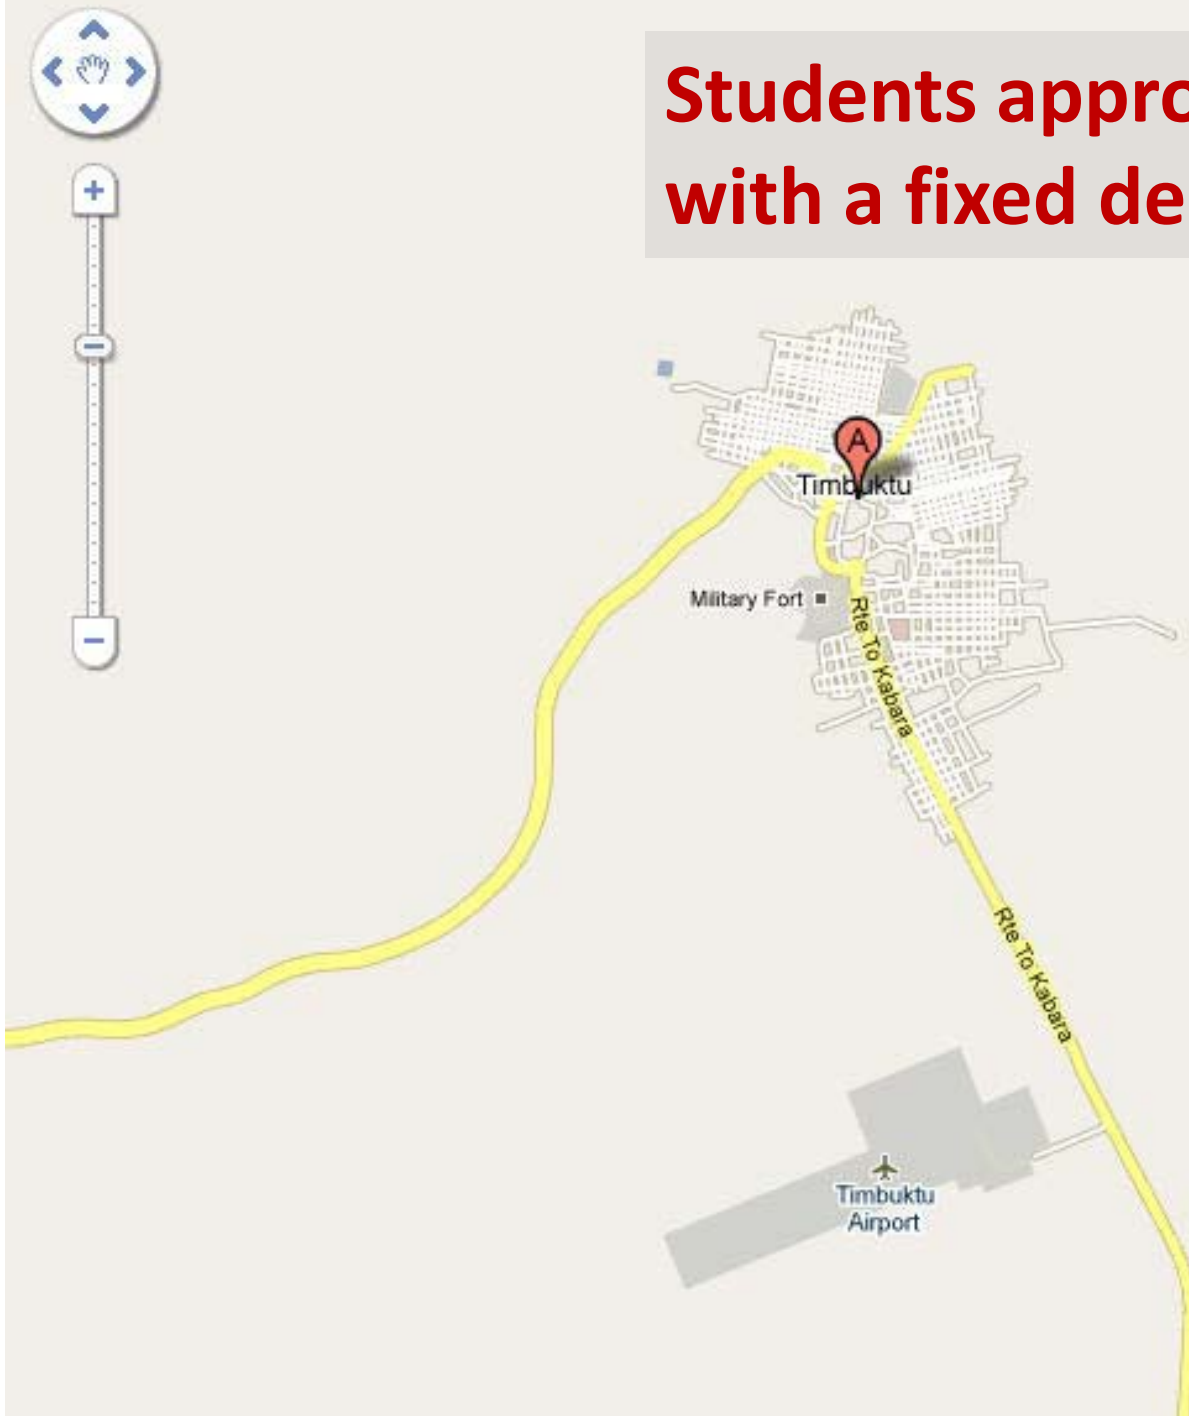 Students appro
with a fixed de
A
Timbuktu
Military Fort
Rte To Kabara
Rte To Kabara
Timbuktu
Airport